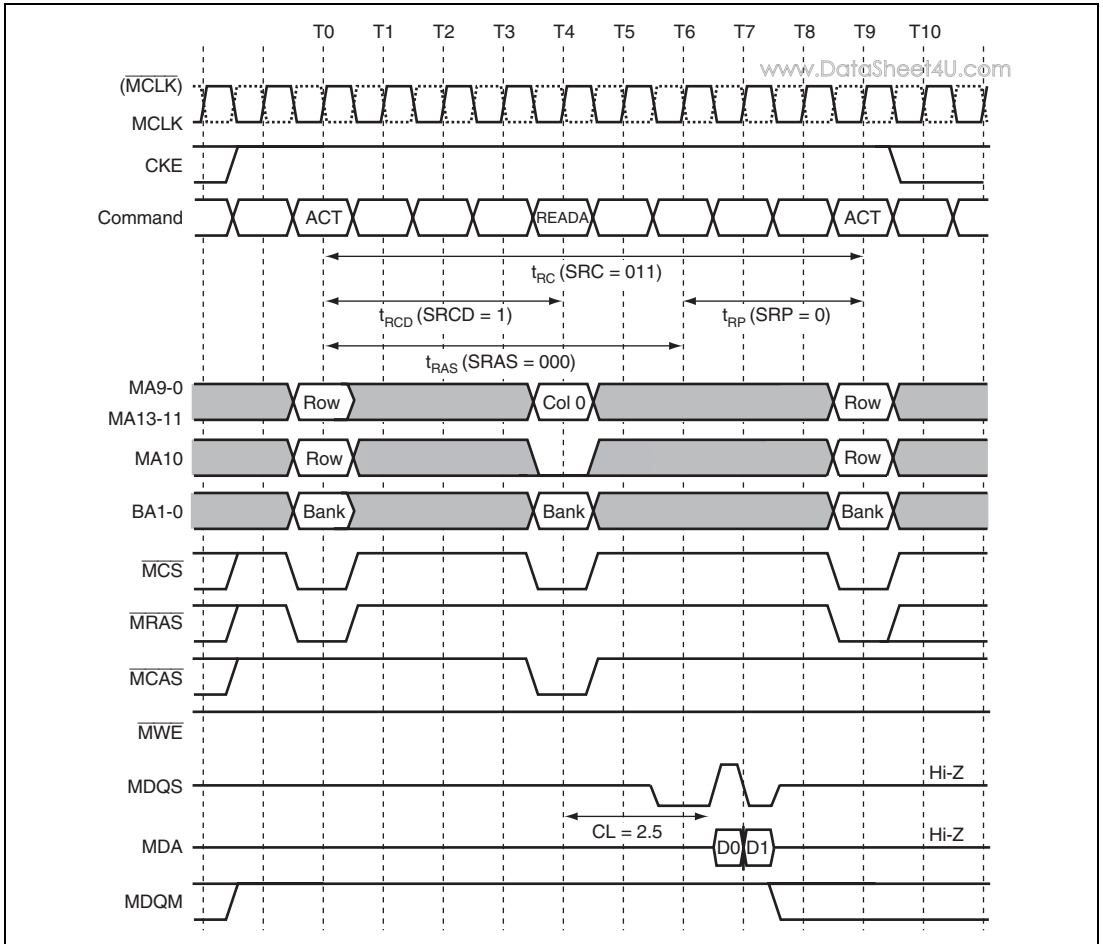 T0 T1 T2 T3 T4 T5 T6 T7 T8 T9 T10
www.DataSheet4U.com
(MCLK)
MCLK
CKE
Command ACT READA ACT
tRC (SRC = 011)
tRCD (SRCD = 1) tRP (SRP = 0)
tRAS (SRAS = 000)
MA9-0
MA13-11 Row Col 0 Row
MA10 Row Row
BA1-0 Bank Bank Bank
MCS
MRAS
MCAS
MWE
MDQS Hi-Z
CL = 2.5
MDA D0 D1 Hi-Z
MDQM